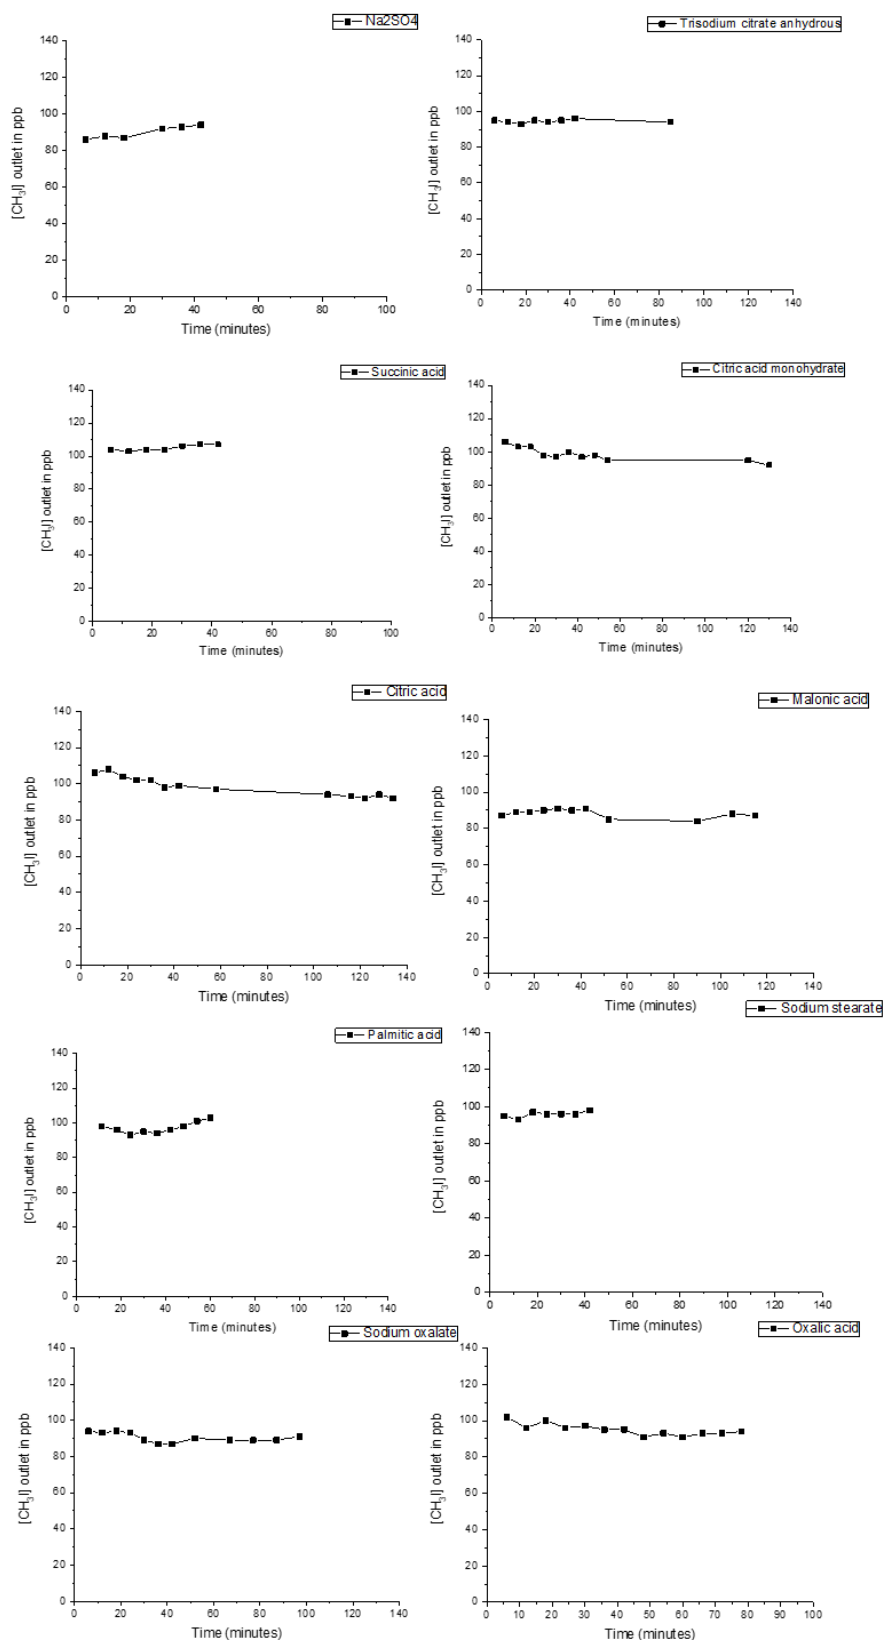 Na2SO4
[CH₃I] outlet in ppb
140
120
100
80
60
40
20
0
0 20 40 60 80 100
Time (minutes)
Trisodium citrate anhydrous
[CH₃I] outlet in ppb
140
120
100
80
60
40
20
0
0 20 40 60 80 100 120 140
Time (minutes)
Succinic acid
[CH₃I] outlet in ppb
140
120
100
80
60
40
20
0
0 20 40 60 80 100
Time (minutes)
Citric acid monohydrate
[CH₃I] outlet in ppb
140
120
100
80
60
40
20
0
0 20 40 60 80 100 120 140
Time (minutes)
Citric acid
[CH₃I] outlet in ppb
140
120
100
80
60
40
20
0
0 20 40 60 80 100 120 140
Time (minutes)
Malonic acid
[CH₃I] outlet in ppb
140
120
100
80
60
40
20
0
0 20 40 60 80 100 120 140
Time (minutes)
Palmitic acid
[CH₃I] outlet in ppb
140
120
100
80
60
40
20
0
0 20 40 60 80 100 120 140
Time (minutes)
Sodium stearate
[CH₃I] outlet in ppb
140
120
100
80
60
40
20
0
0 20 40 60 80 100 120 140
Time (minutes)
Sodium oxalate
[CH₃I] outlet in ppb
140
120
100
80
60
40
20
0
0 20 40 60 80 100 120 140
Time (minutes)
Oxalic acid
[CH₃I] outlet in ppb
140
120
100
80
60
40
20
0
0 10 20 30 40 50 60 70 80 90 100
Time (minutes)